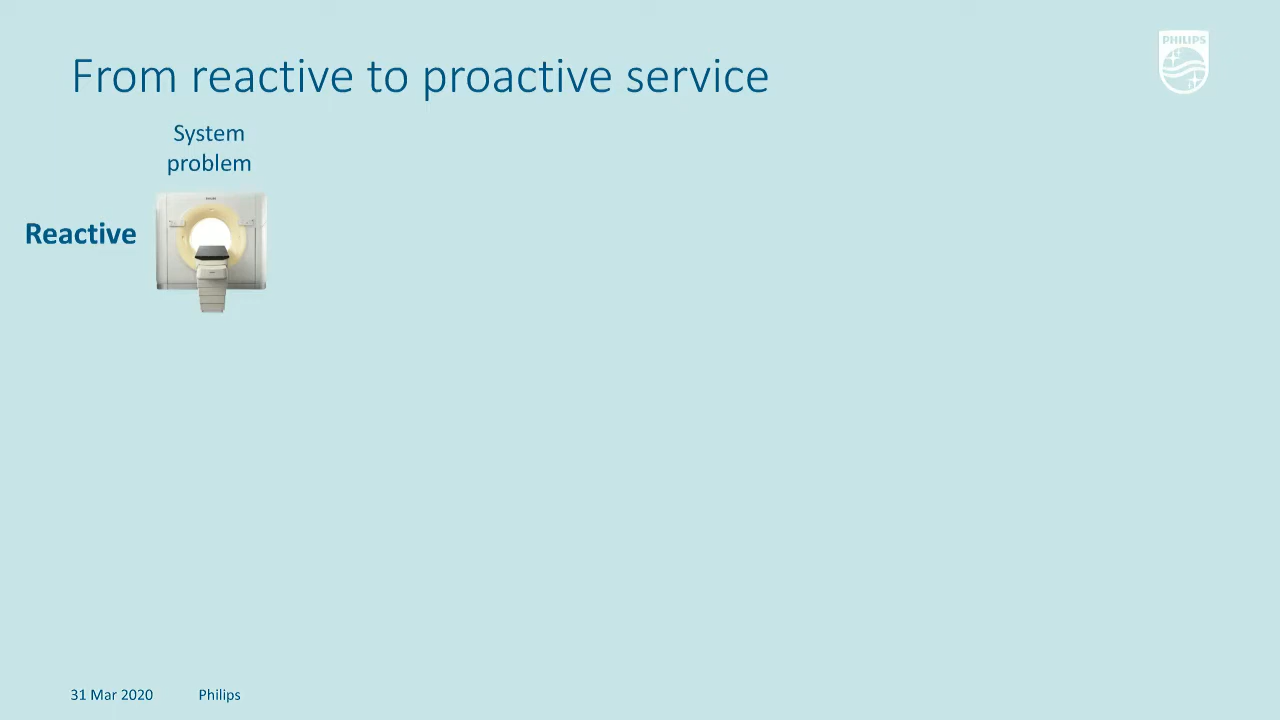 From reactive to proactive service
PHILIPS
System
problem
Reactive
31 Mar 2020
Philips